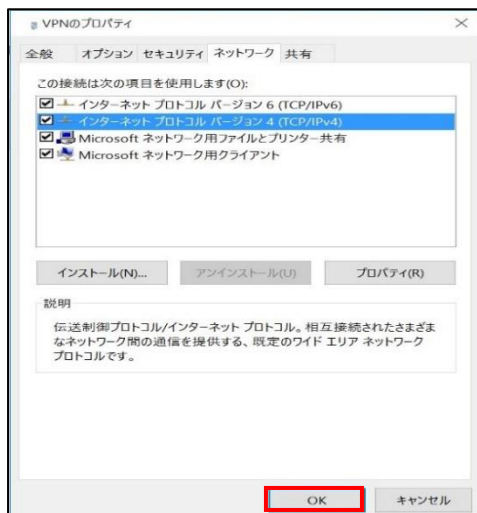 VPNのプロパティ
全般 オプション セキュリティ ネットワーク 共有
この接続は次の項目を使用します(O):
インターネット プロトコル バージョン 6 (TCP/IPv6)
インターネット プロトコル バージョン 4 (TCP/IPv4)
Microsoft ネットワーク用ファイルとプリンター共有
Microsoft ネットワーク用クライアント
インストール(N)... アンインストール(U) プロパティ(R)
説明
伝送制御プロトコル/インターネット プロトコル。相互接続されたさまざま
なネットワーク間の通信を提供する、既定のワイド エリア ネットワーク
プロトコルです。
OK キャンセル